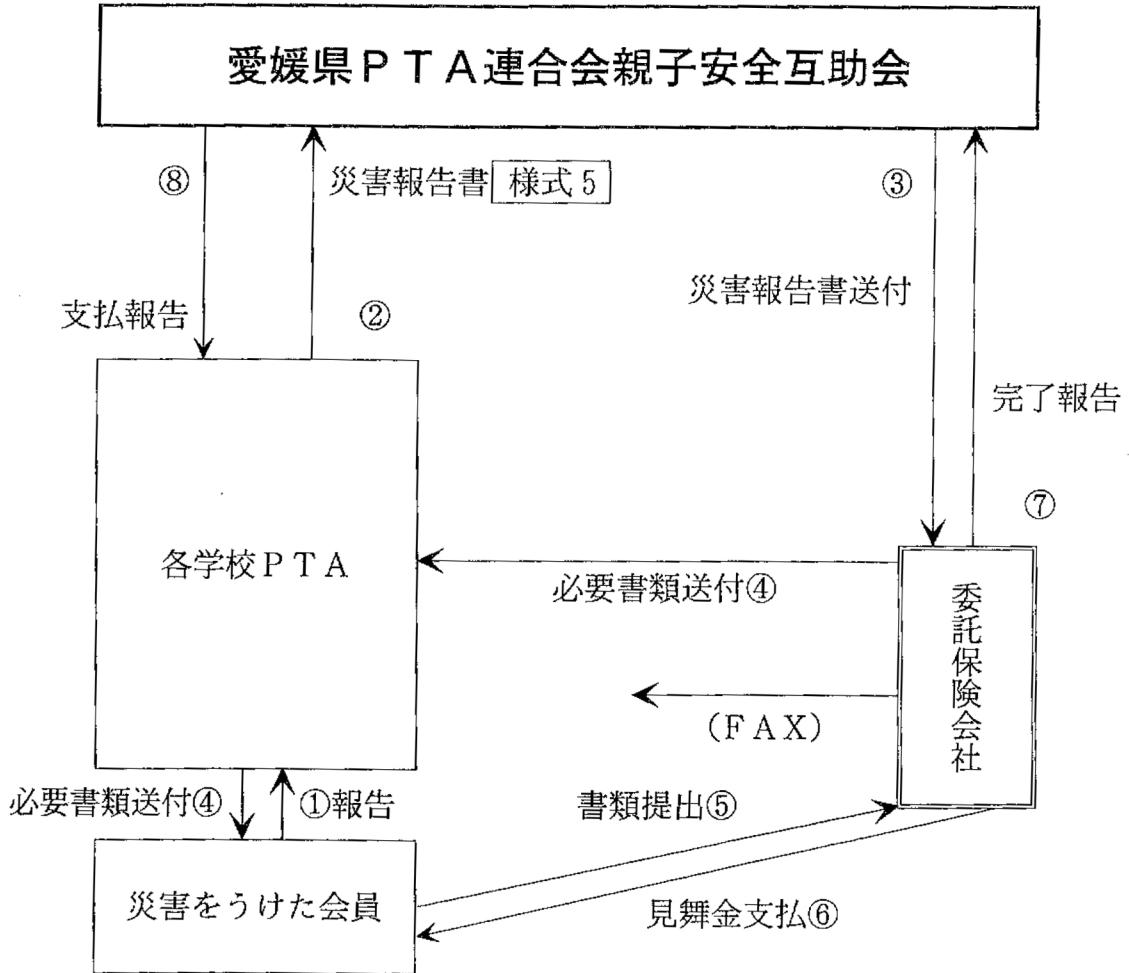 愛媛県PTA連合会親子安全互助会
⑧
災害報告書 様式5
③
災害報告書送付
支払報告
②
完了報告
⑦
各学校PTA
必要書類送付④
委託保険会社
(FAX)
必要書類送付④
①報告
書類提出⑤
災害をうけた会員
見舞金支払⑥